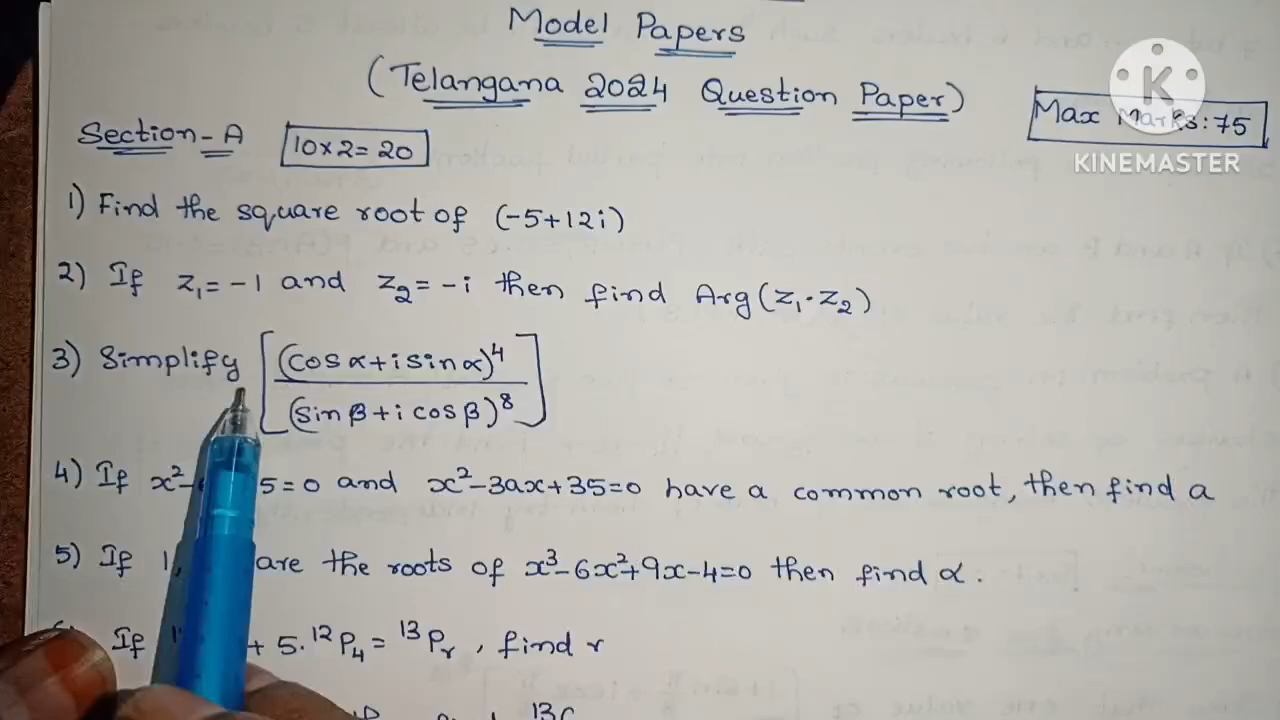 Model Papers
(Telangana 2024 Question Paper)
Max Marks: 75
KINEMASTER
Section-A 10×2=20
1) Find the square root of (-5+12i)
2) If z₁=-1 and z₂=-i then find Arg(z₁·z₂)
3) Simplify [(cos α+i sin α)⁴/(sin β+i cos β)⁸]
4) If x²- 5=0 and x²-3ax+35=0 have a common root, then find a
5) If 1, are the roots of x³-6x²+9x-4=0 then find α.
If + 5.¹²P₄ = ¹³Pᵣ, find r